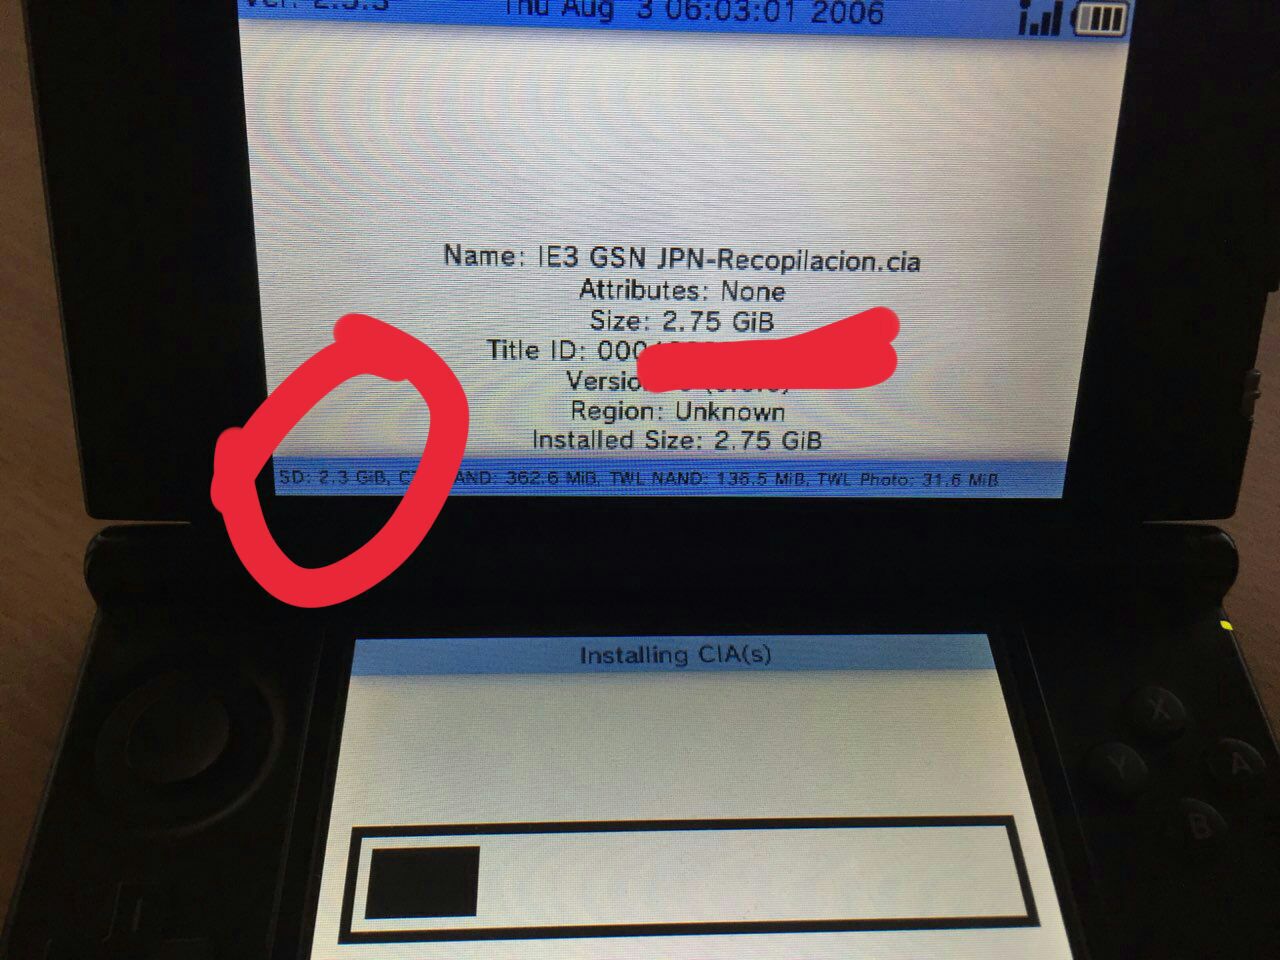 Thu Aug 3 06:03:01 2006
Name: IE3 GSN JPN-Recopilacion.cia
Attributes: None
Size: 2.75 GiB
Title ID:
Region: Unknown
Installed Size: 2.75 GiB
SD: 2.3 GiB, 362.6 MiB, TWL NAND: 136.5 MiB, TWL Photo: 31.6 MiB
Installing CIA(s)
X
Y
A
B